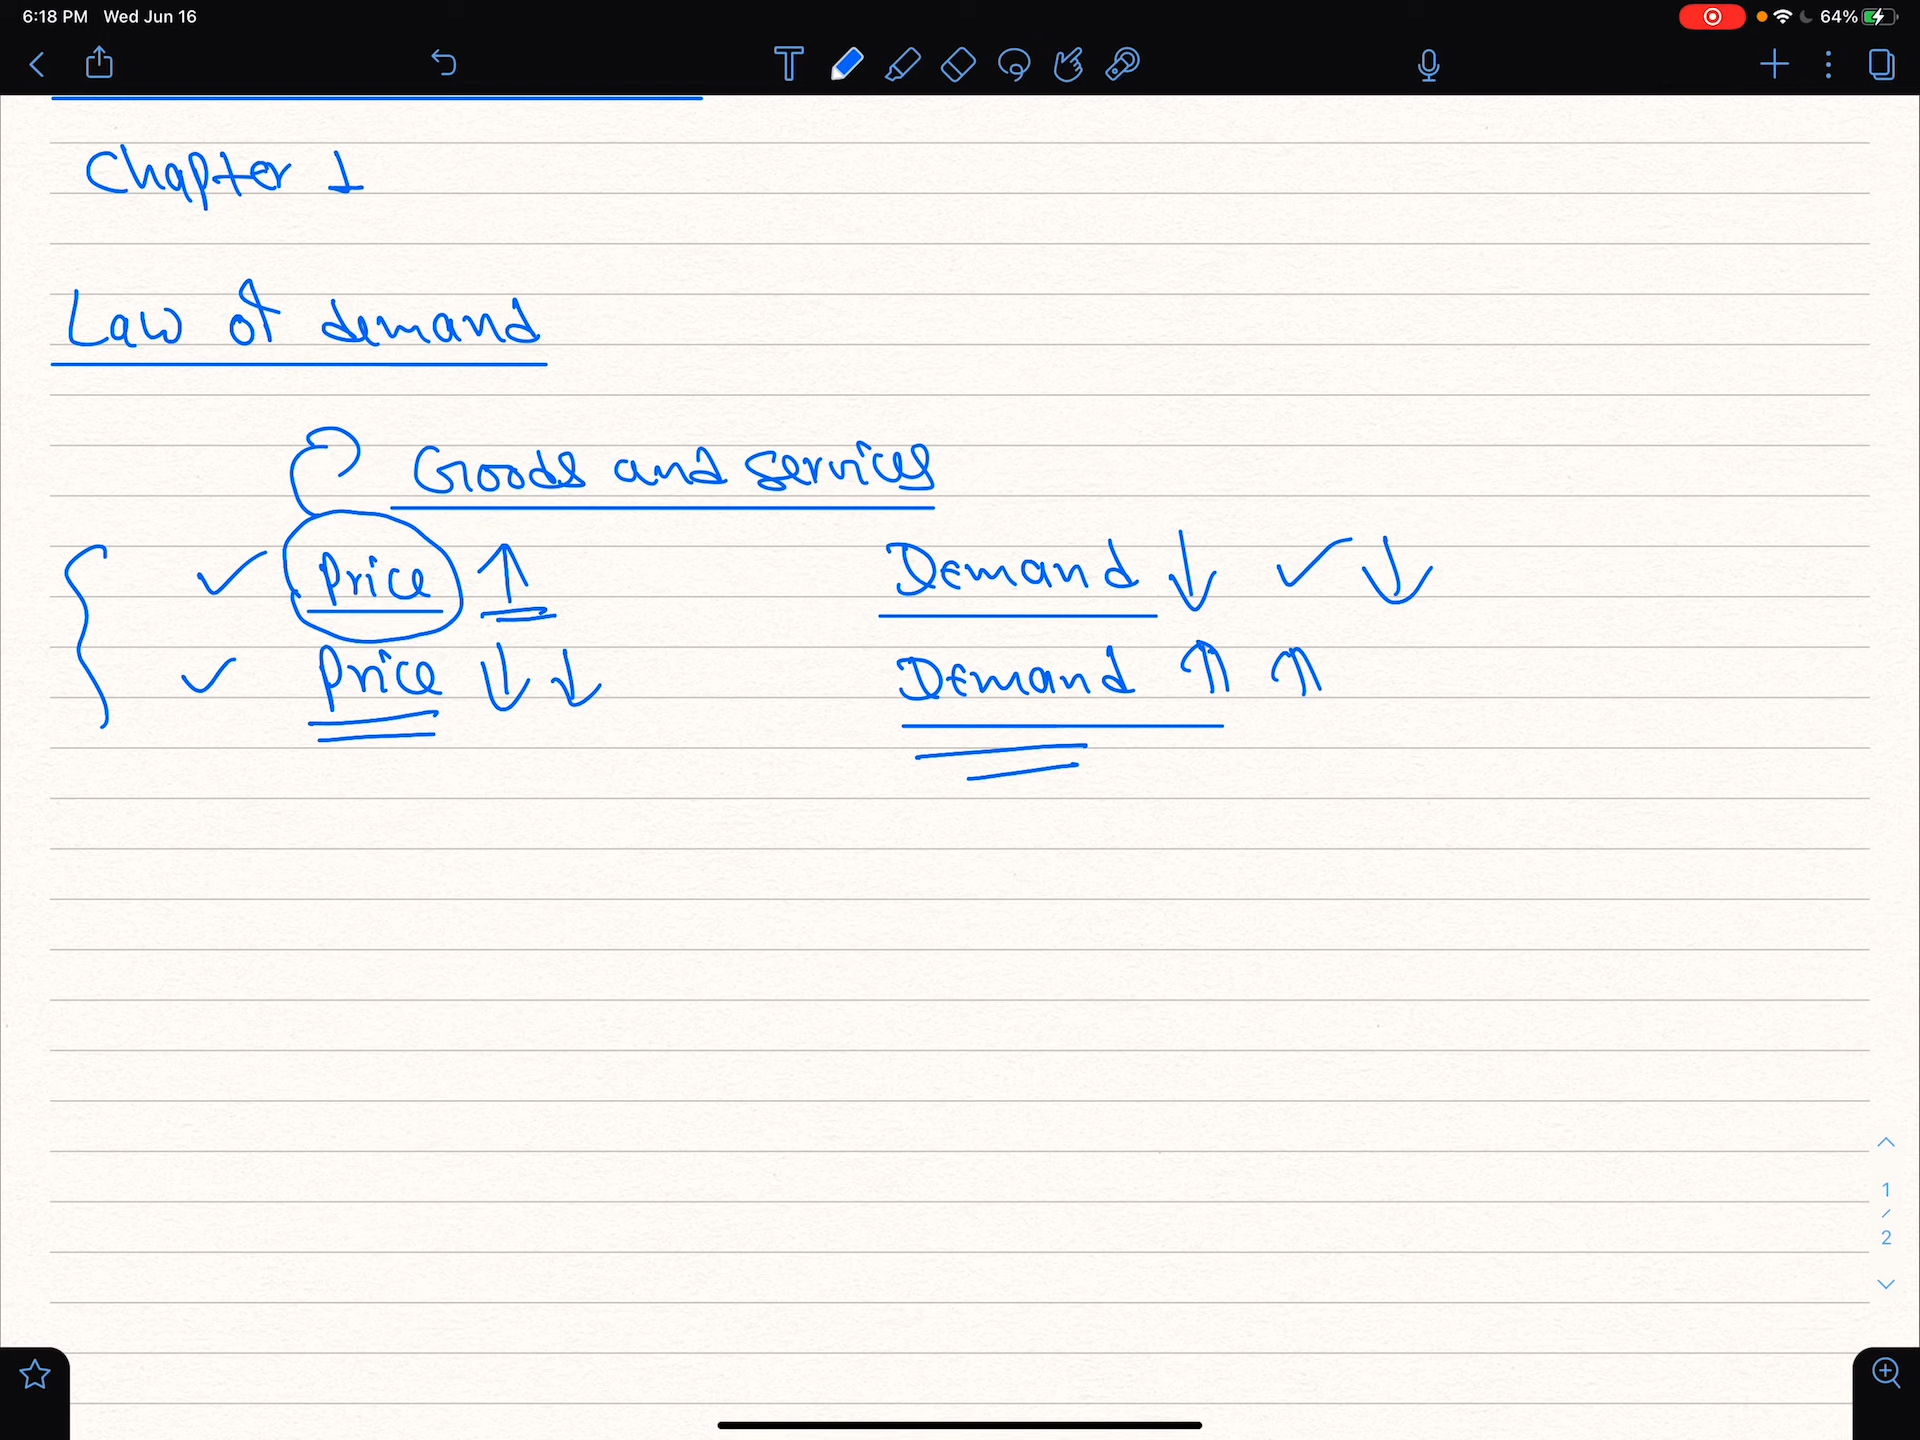 6:18 PM Wed Jun 16
64%
Chapter 1
Law of demand
Goods and services
✓ Price ↑ Demand ↓ ✓ ↓
✓ Price ↓ ↓ Demand ↑ ↑
1
/
2